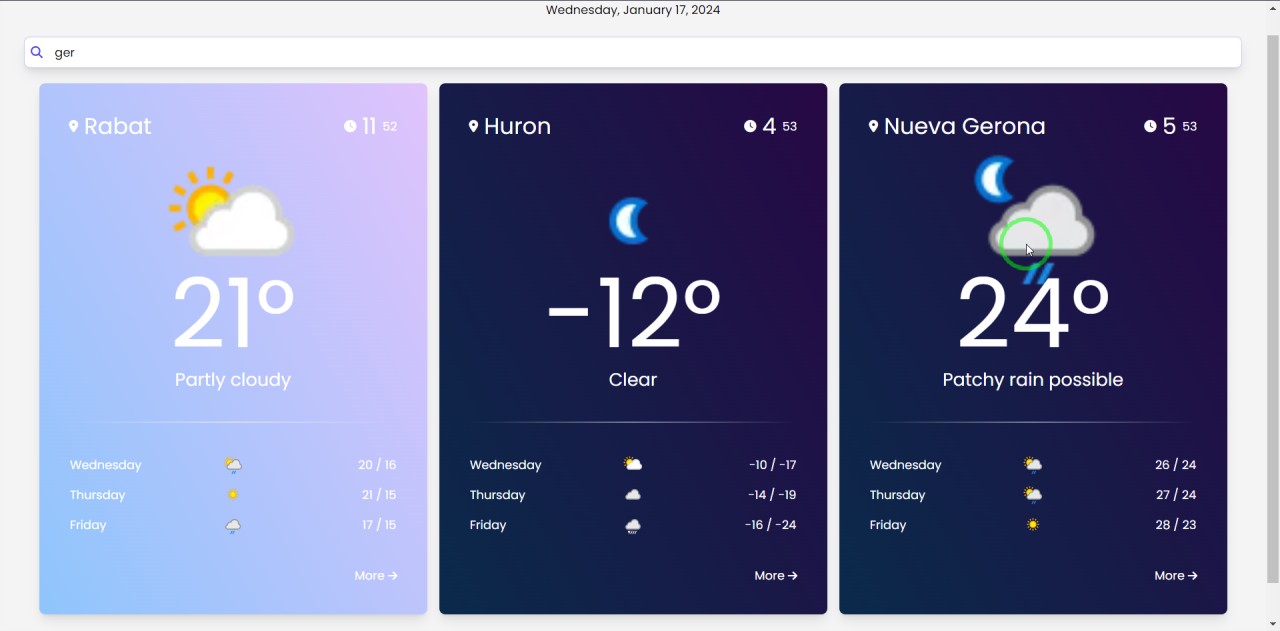 Wednesday, January 17, 2024
ger
Rabat 11 52
21°
Partly cloudy
Wednesday 20 / 16
Thursday 21 / 15
Friday 17 / 15
More →
Huron 4 53
-12°
Clear
Wednesday -10 / -17
Thursday -14 / -19
Friday -16 / -24
More →
Nueva Gerona 5 53
24°
Patchy rain possible
Wednesday 26 / 24
Thursday 27 / 24
Friday 28 / 23
More →